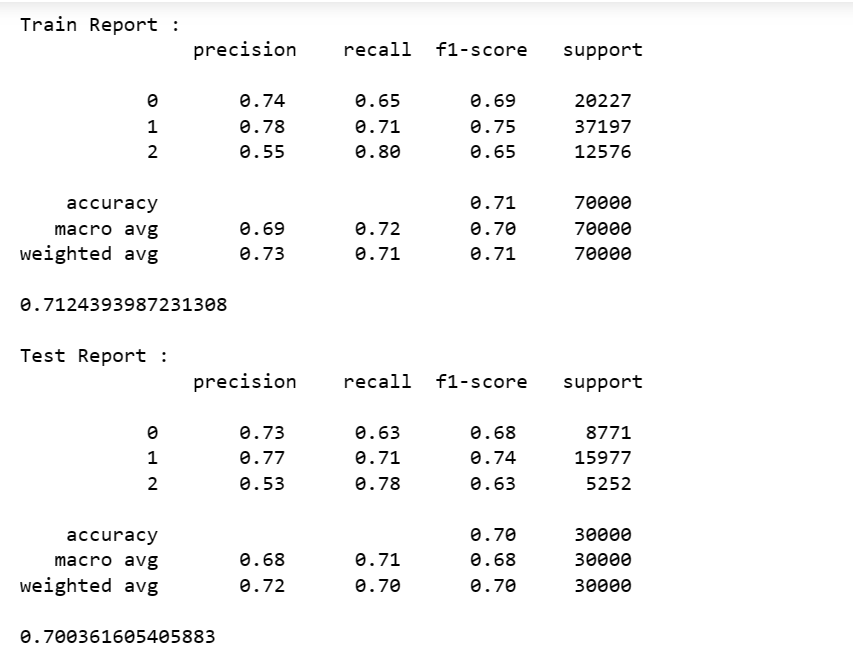 Train Report :
precision recall f1-score support
0 0.74 0.65 0.69 20227
1 0.78 0.71 0.75 37197
2 0.55 0.80 0.65 12576
accuracy 0.71 70000
macro avg 0.69 0.72 0.70 70000
weighted avg 0.73 0.71 0.71 70000
0.7124393987231308
Test Report :
precision recall f1-score support
0 0.73 0.63 0.68 8771
1 0.77 0.71 0.74 15977
2 0.53 0.78 0.63 5252
accuracy 0.70 30000
macro avg 0.68 0.71 0.68 30000
weighted avg 0.72 0.70 0.70 30000
0.700361605405883